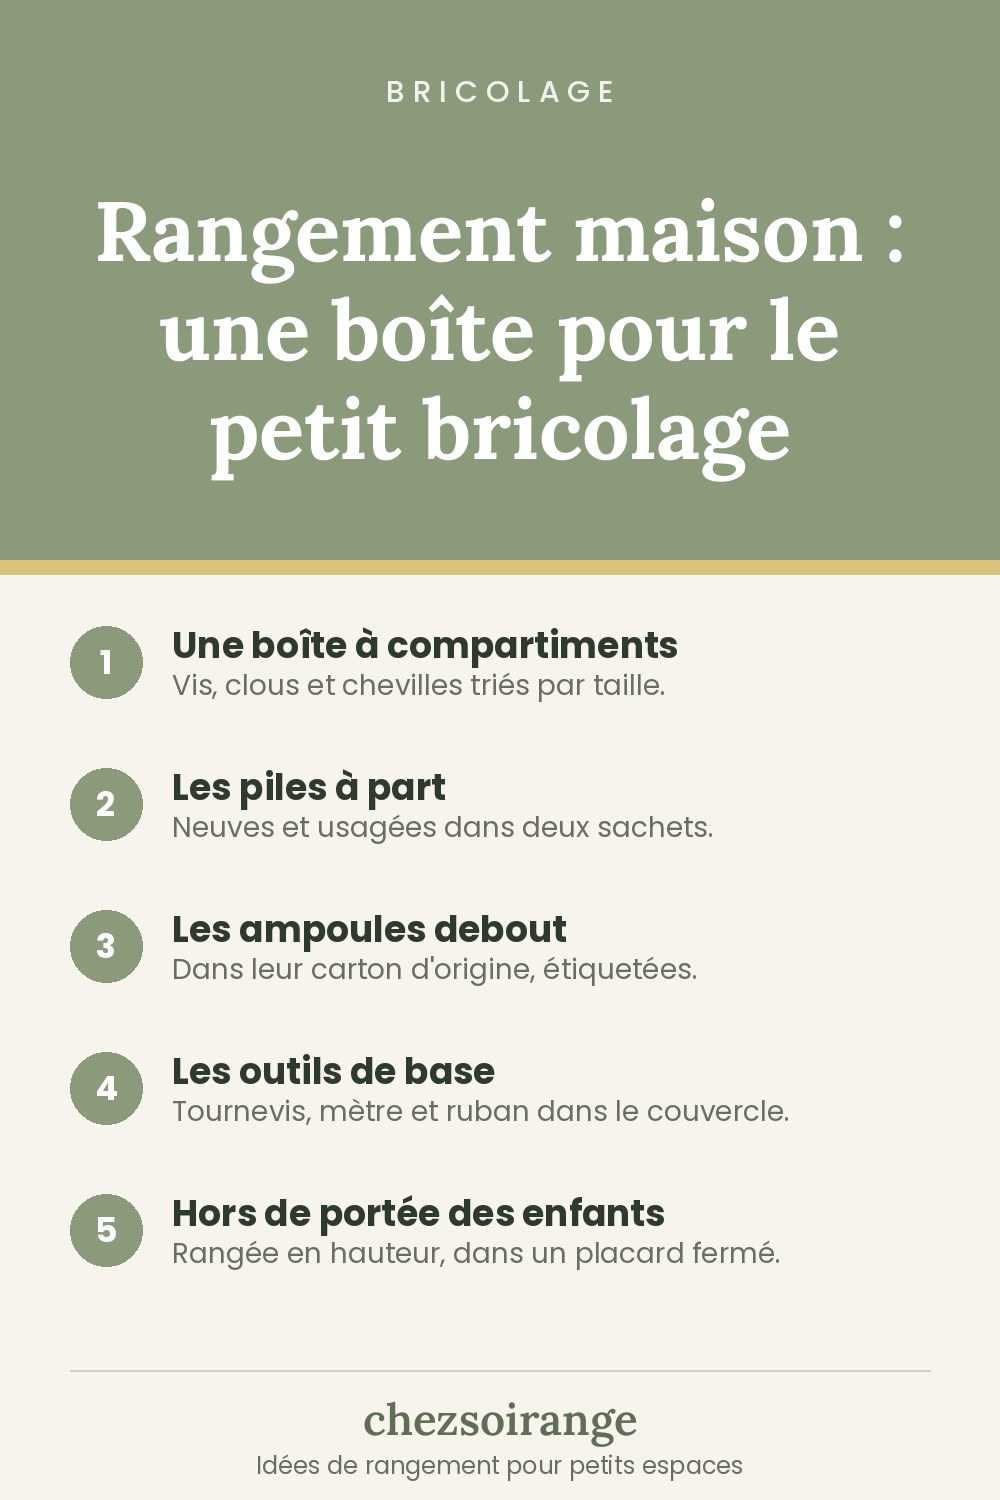 BRICOLAGE
Rangement maison :
une boîte pour le
petit bricolage
1
Une boîte à compartiments
Vis, clous et chevilles triés par taille.
2
Les piles à part
Neuves et usagées dans deux sachets.
3
Les ampoules debout
Dans leur carton d'origine, étiquetées.
4
Les outils de base
Tournevis, mètre et ruban dans le couvercle.
5
Hors de portée des enfants
Rangée en hauteur, dans un placard fermé.
chezsoirange
Idées de rangement pour petits espaces